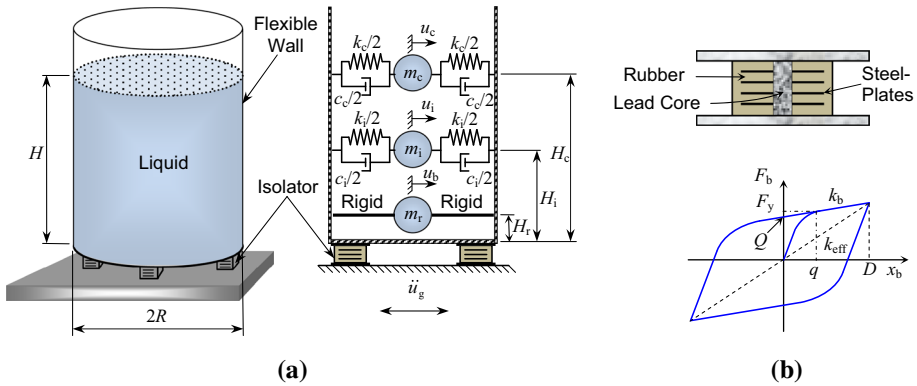 Flexible
Wall
H
Liquid
Isolator
2R
u_c
k_c/2
k_c/2
m_c
c_c/2
c_c/2
u_i
k_i/2
k_i/2
m_i
c_i/2
c_i/2
u_b
Rigid
Rigid
m_r
H_c
H_i
H_r
ü_g
(a)
Rubber
Lead Core
Steel-
Plates
F_b
F_y
k_b
Q
k_eff
q
D
x_b
(b)